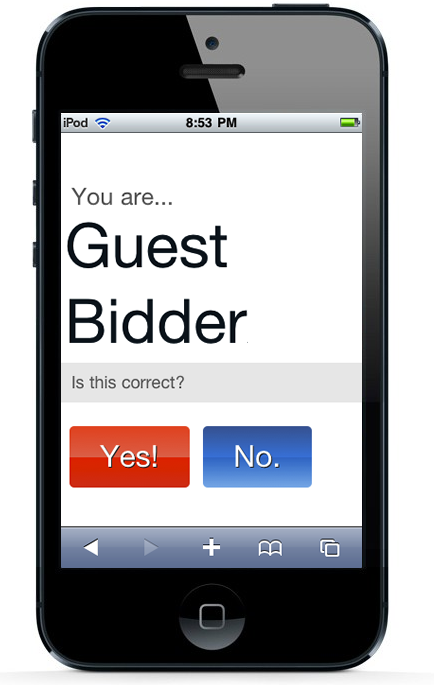 iPod 8:53 PM
You are...
Guest
Bidder
Is this correct?
Yes! No.